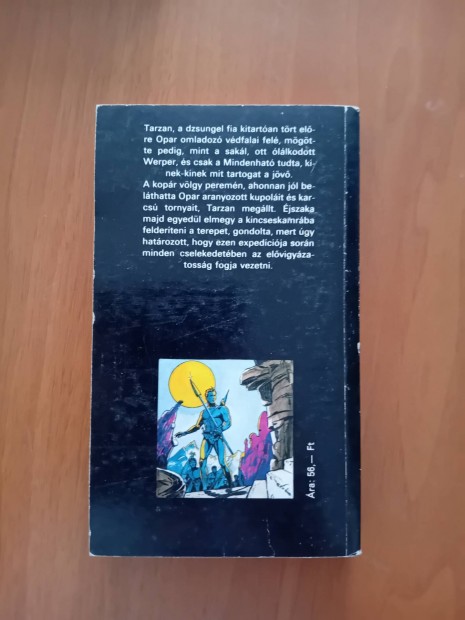 Tarzan, a dzsungel fia kitartóan tört elő-
re Opar omladozó védfalai felé, mögöt-
te pedig, mint a sakál, ott ólálkodott
Werper, és csak a Mindenható tudta, ki-
nek-kinek mit tartogat a jövő.
A kopár völgy peremén, ahonnan jól be-
láthatta Opar aranyozott kupoláit és kar-
csú tornyait, Tarzan megállt. Éjszaka
majd egyedül elmegy a kincseskamrába
felderíteni a terepet, gondolta, mert úgy
határozott, hogy ezen expedíciója során
minden cselekedetében az elővigyáza-
tosság fogja vezetni.
Ára: 56,— Ft